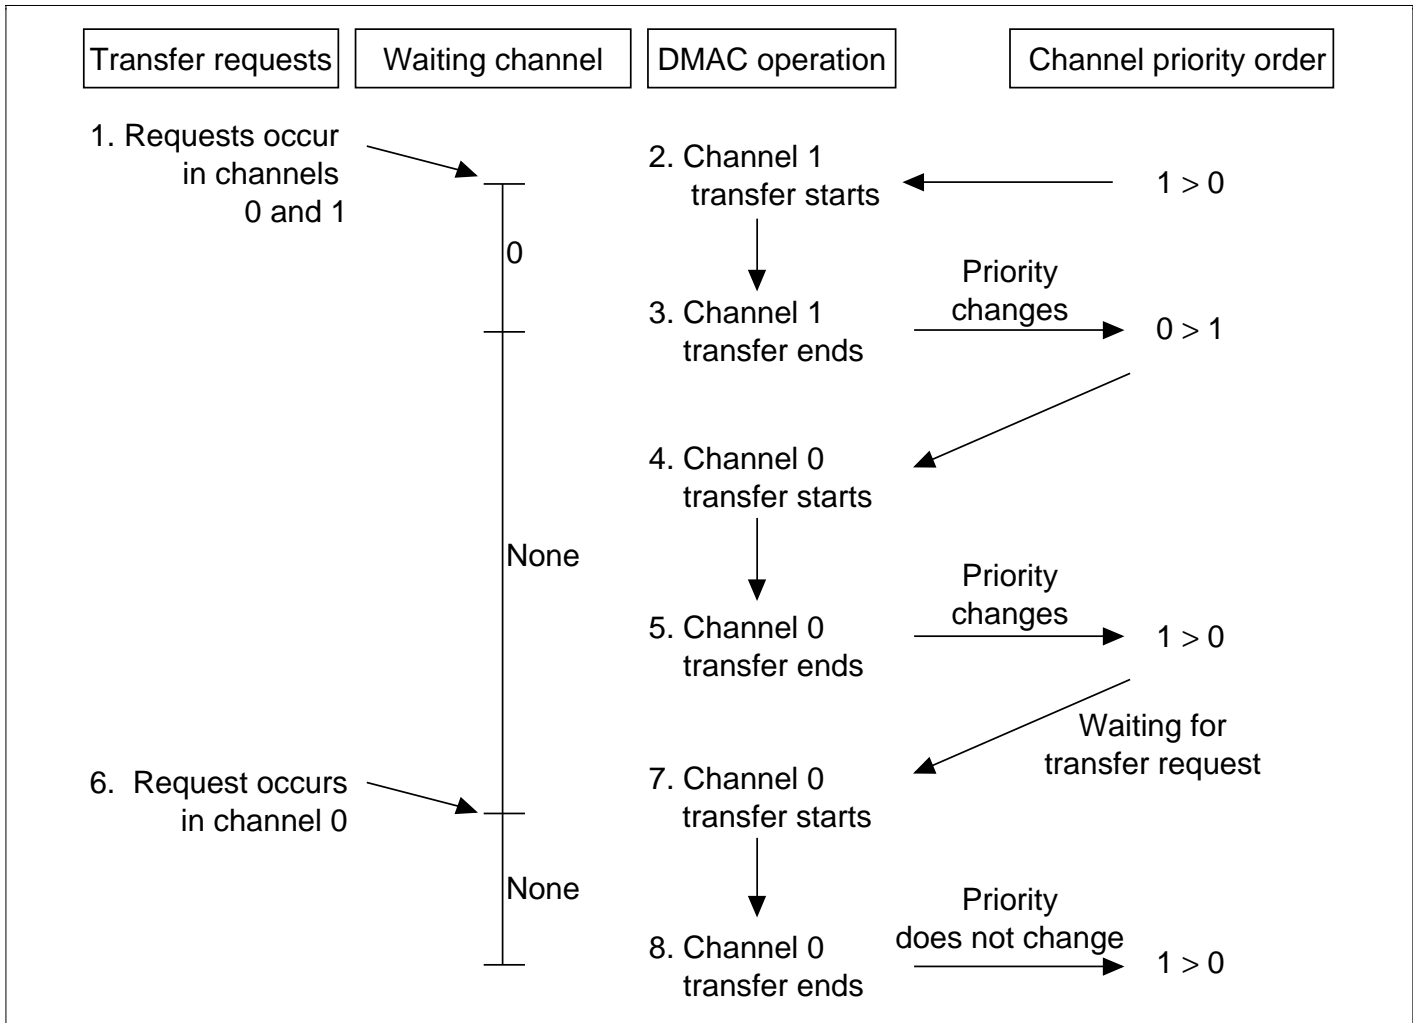 Transfer requests
Waiting channel
DMAC operation
Channel priority order
1. Requests occur
in channels
0 and 1
0
2. Channel 1
transfer starts
1 > 0
3. Channel 1
transfer ends
Priority
changes
0 > 1
None
4. Channel 0
transfer starts
5. Channel 0
transfer ends
Priority
changes
1 > 0
Waiting for
transfer request
6. Request occurs
in channel 0
7. Channel 0
transfer starts
None
8. Channel 0
transfer ends
Priority
does not change
1 > 0